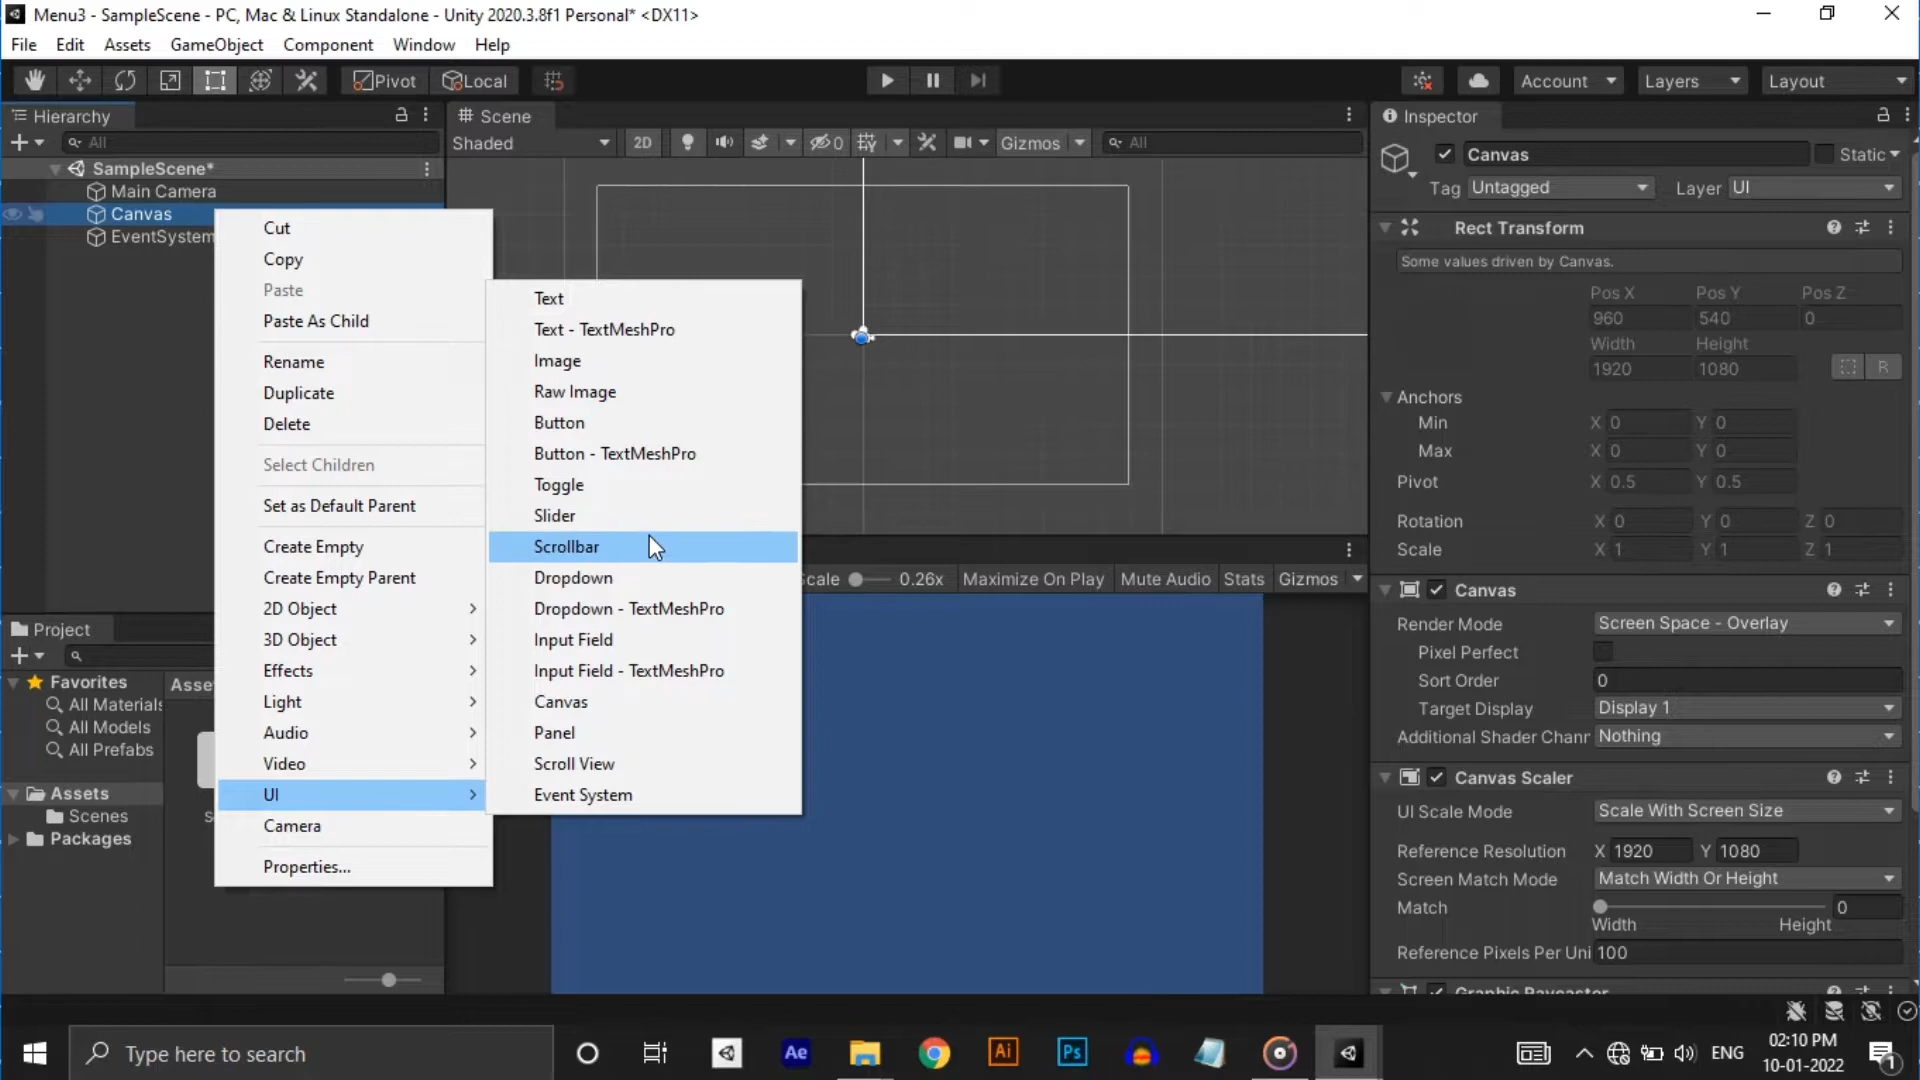 Menu3 - SampleScene - PC, Mac & Linux Standalone - Unity 2020.3.8f1 Personal* <DX11>
File Edit Assets GameObject Component Window Help
Pivot Local Account Layers Layout
Hierarchy
All
SampleScene*
Main Camera
Canvas
EventSystem
Cut
Copy
Paste
Paste As Child
Rename
Duplicate
Delete
Select Children
Set as Default Parent
Create Empty
Create Empty Parent
2D Object
3D Object
Effects
Light
Audio
Video
UI
Camera
Properties...
Text
Text - TextMeshPro
Image
Raw Image
Button
Button - TextMeshPro
Toggle
Slider
Scrollbar
Dropdown
Dropdown - TextMeshPro
Input Field
Input Field - TextMeshPro
Canvas
Panel
Scroll View
Event System
Scene
Shaded 2D 0 Gizmos All
0.26x Maximize On Play Mute Audio Stats Gizmos
Project
Favorites
All Materials
All Models
All Prefabs
Assets
Scenes
Packages
Inspector
Canvas Static
Tag Untagged Layer UI
Rect Transform
Some values driven by Canvas.
Pos X Pos Y Pos Z
960 540 0
Width Height
1920 1080 R
Anchors
Min X 0 Y 0
Max X 0 Y 0
Pivot X 0.5 Y 0.5
Rotation X 0 Y 0 Z 0
Scale X 1 Y 1 Z 1
Canvas
Render Mode Screen Space - Overlay
Pixel Perfect
Sort Order 0
Target Display Display 1
Additional Shader Chanr Nothing
Canvas Scaler
UI Scale Mode Scale With Screen Size
Reference Resolution X 1920 Y 1080
Screen Match Mode Match Width Or Height
Match 0
Width Height
Reference Pixels Per Uni 100
Type here to search
Ae
Ai
Ps
ENG
02:10 PM
10-01-2022
1